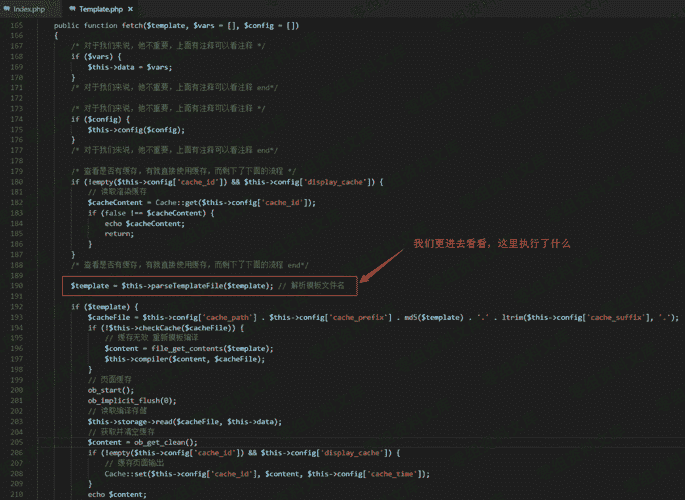 Index.php Template.php ×
165 public function fetch($template, $vars = [], $config = [])
166 {
167 /* 对于我们来说，他不重要，上面有注释可以看注释 */
168 if ($vars) {
169 $this->data = $vars;
170 }
171 /* 对于我们来说，他不重要，上面有注释可以看注释 end*/
172
173 /* 对于我们来说，他不重要，上面有注释可以看注释 */
174 if ($config) {
175 $this->config($config);
176 }
177 /* 对于我们来说，他不重要，上面有注释可以看注释 end*/
178
179 /* 查看是否有缓存，有就直接使用缓存，而剩下了下面的流程 */
180 if (!empty($this->config['cache_id']) && $this->config['display_cache']) {
181 // 读取渲染缓存
182 $cacheContent = Cache::get($this->config['cache_id']);
183 if (false !== $cacheContent) {
184 echo $cacheContent;
185 return;
186 }
187 }
188 /* 查看是否有缓存，有就直接使用缓存，而剩下了下面的流程 end*/
我们更进去看看，这里执行了什么
189
190 $template = $this->parseTemplateFile($template); // 解析模板文件名
191
192 if ($template) {
193 $cacheFile = $this->config['cache_path'] . $this->config['cache_prefix'] . md5($template) . '.' . ltrim($this->config['cache_suffix'], '.');
194 if (!$this->checkCache($cacheFile)) {
195 // 缓存无效 重新模板编译
196 $content = file_get_contents($template);
197 $this->compiler($content, $cacheFile);
198 }
199 // 页面缓存
200 ob_start();
201 ob_implicit_flush(0);
202 // 读取编译存储
203 $this->storage->read($cacheFile, $this->data);
204 // 获取并清空缓存
205 $content = ob_get_clean();
206 if (!empty($this->config['cache_id']) && $this->config['display_cache']) {
207 // 缓存页面输出
208 Cache::set($this->config['cache_id'], $content, $this->config['cache_time']);
209 }
210 echo $content;